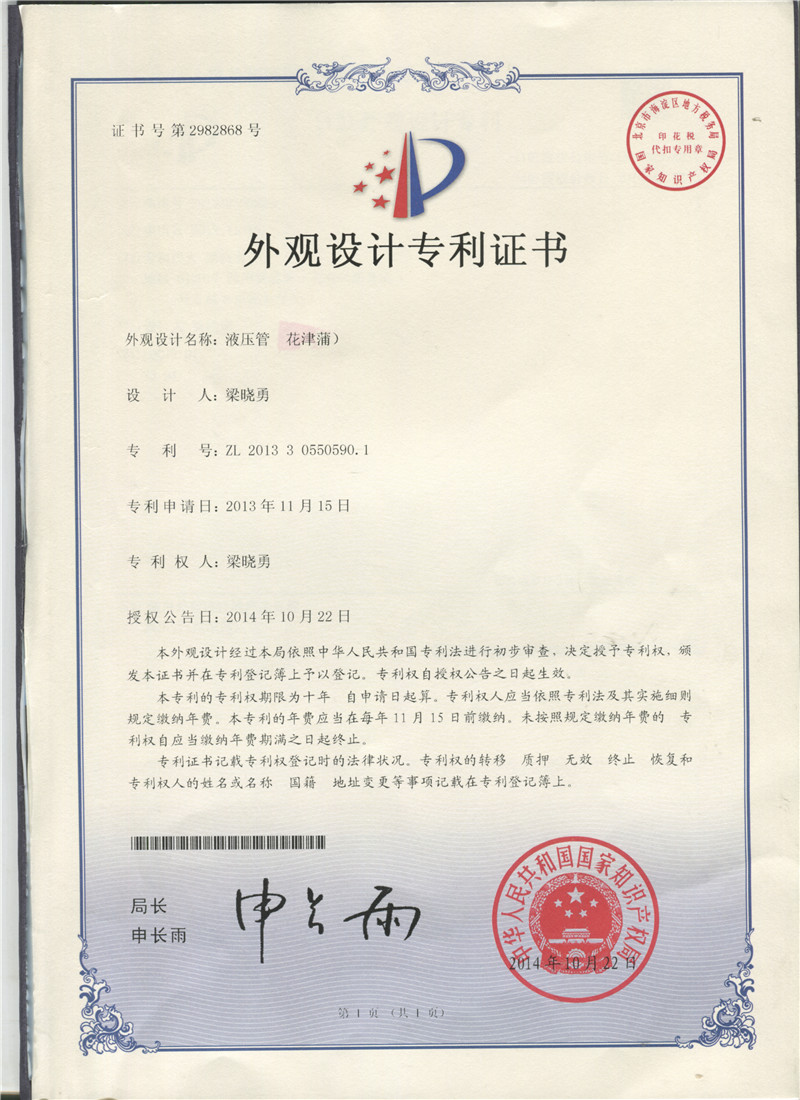 证书号第2982868号
北京市海淀区地方税务局
印花税
代扣专用章
国家知识产权局
外观设计专利证书
外观设计名称：液压管 花津蒲）
设计人：梁晓勇
专利号：ZL 2013 3 0550590.1
专利申请日：2013年11月15日
专利权人：梁晓勇
授权公告日：2014年10月22日
本外观设计经过本局依照中华人民共和国专利法进行初步审查，决定授予专利权，颁
发本证书并在专利登记簿上予以登记。专利权自授权公告之日起生效。
本专利的专利权期限为十年 自申请日起算。专利权人应当依照专利法及其实施细则
规定缴纳年费。本专利的年费应当在每年11月15日前缴纳。未按照规定缴纳年费的 专
利权自应当缴纳年费期满之日起终止。
专利证书记载专利权登记时的法律状况。专利权的转移 质押 无效 终止 恢复和
专利权人的姓名或名称 国籍 地址变更等事项记载在专利登记簿上。
局长
申长雨
申长雨
中华人民共和国国家知识产权局
2014年10月22日
第1页（共1页）